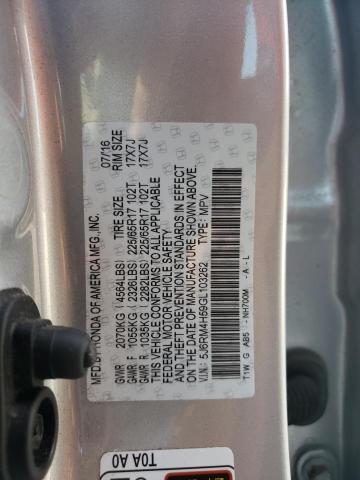 MFD. BY HONDA OF AMERICA MFG., INC. 07/16
TIRE SIZE RIM SIZE
GVWR 2070KG (4564LBS)
GAWR F 1055KG (2326LBS) 225/65R17 102T 17X7J
GAWR R 1035KG (2282LBS) 225/65R17 102T 17X7J
THIS VEHICLE CONFORMS TO ALL APPLICABLE
FEDERAL MOTOR VEHICLE SAFETY
AND THEFT PREVENTION STANDARDS IN EFFECT
ON THE DATE OF MANUFACTURE SHOWN ABOVE.
V.I.N.: 5J6RM4H59GL103262 TYPE: MPV
T1W G AB5 - NH700M - A - L
T0A A0